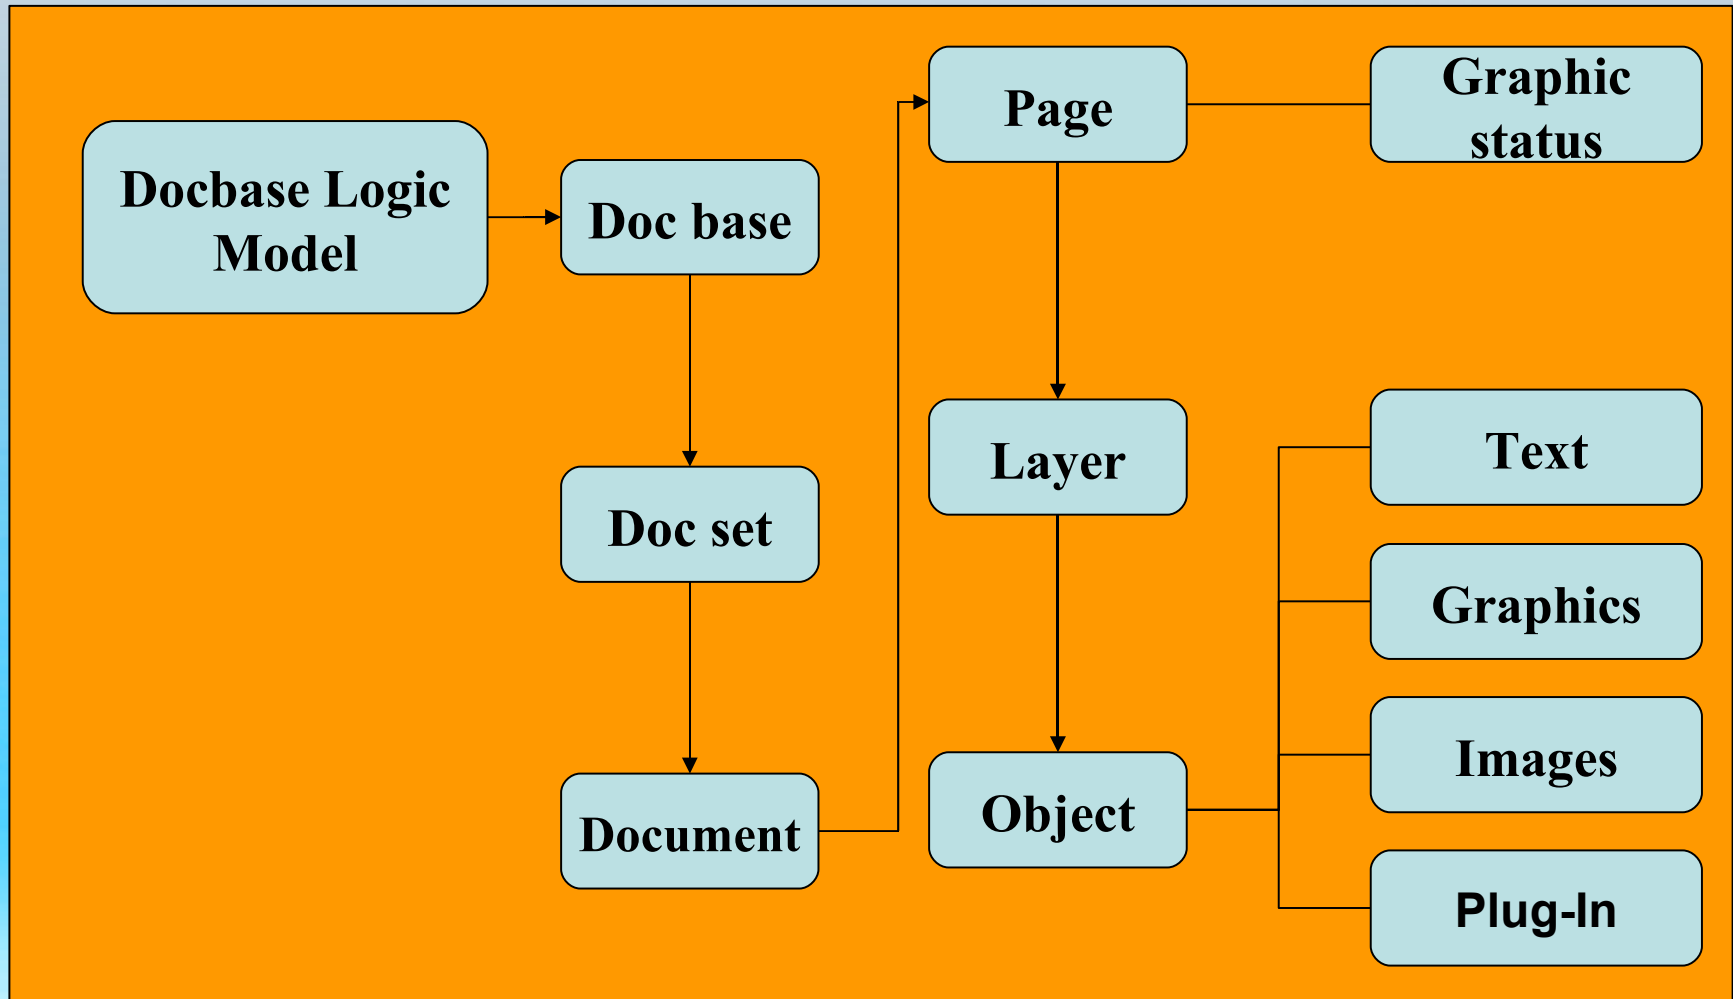 Docbase Logic
Model
Doc base
Doc set
Document
Page
Graphic
status
Layer
Object
Text
Graphics
Images
Plug-In